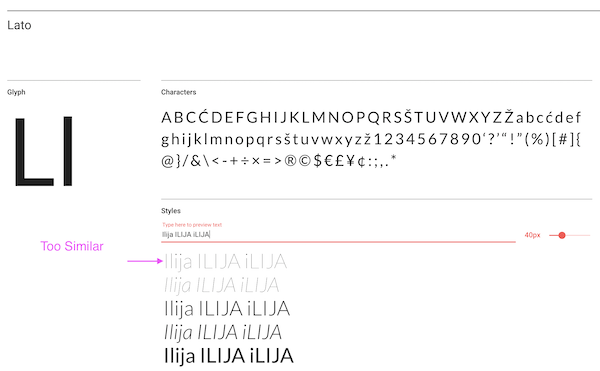 Lato
Glyph
Characters
Ll
ABCĆDEFGHIJKLMNOPQRSŠTUVWXYZŽabcćdef
ghijklmnopqrsštuvwxyzž1234567890‘?’“!”(%)[#]{
@}/&\<-+÷×=>®©$€£¥¢:;,.*
Styles
Type here to preview text
Ilija ILIJA iLIJA
40px
Too Similar
Ilija ILIJA iLIJA
Ilija ILIJA iLIJA
Ilija ILIJA iLIJA
Ilija ILIJA iLIJA
Ilija ILIJA iLIJA